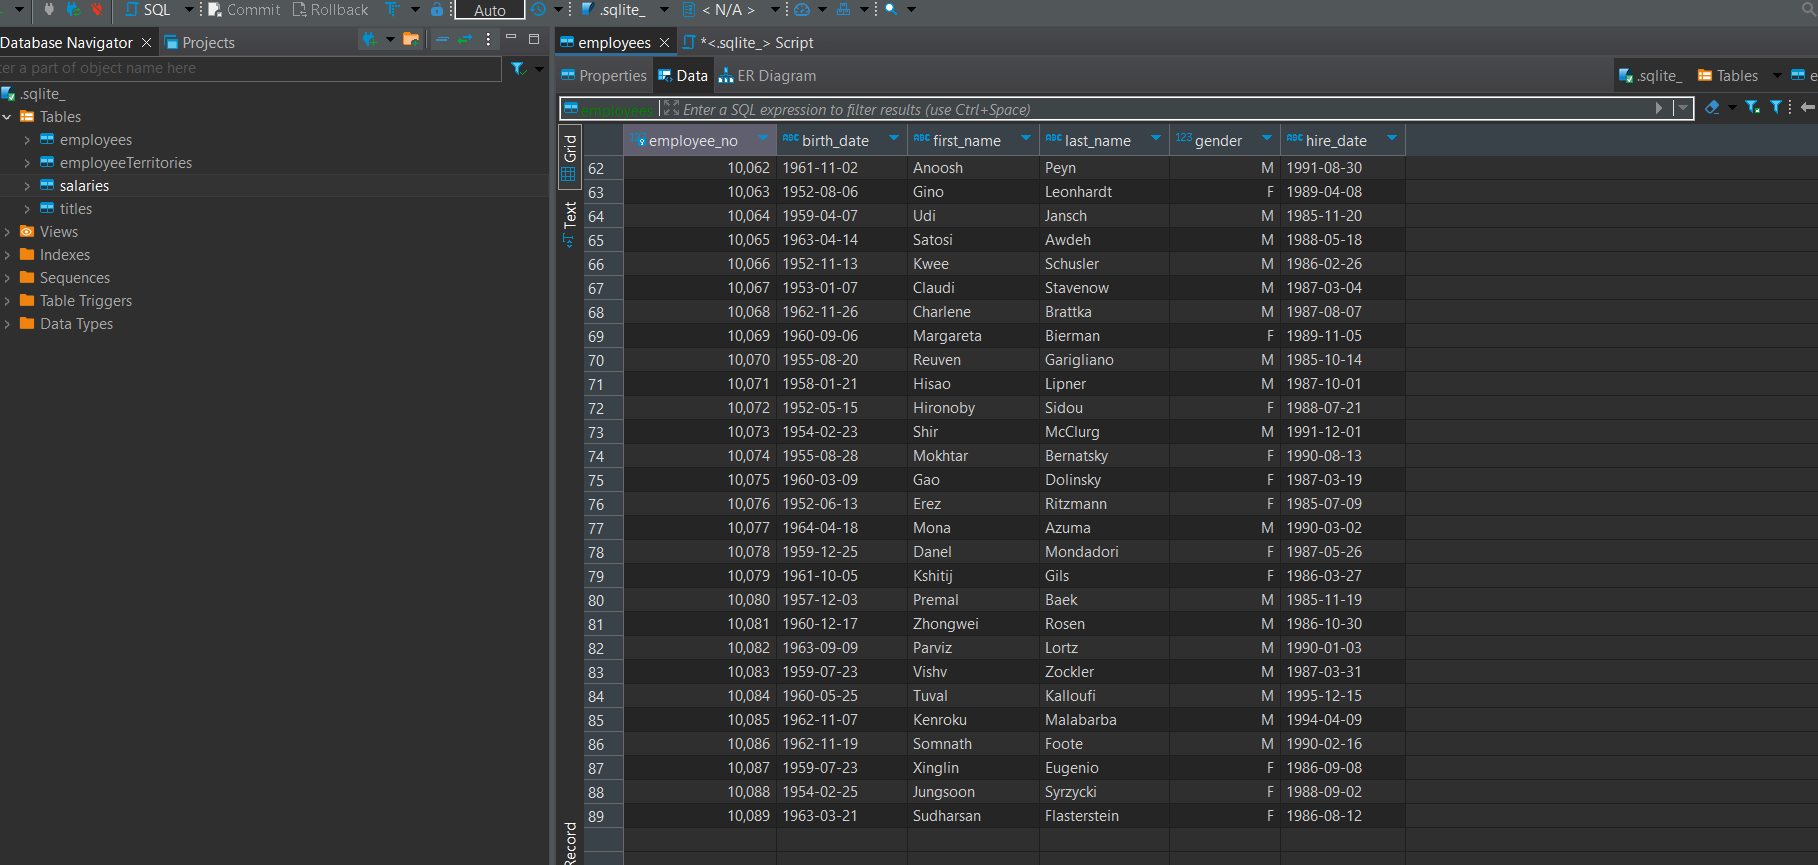 SQL Commit Rollback Auto .sqlite_ < N/A >
Database Navigator Projects
er a part of object name here
.sqlite_
Tables
employees
employeeTerritories
salaries
titles
Views
Indexes
Sequences
Table Triggers
Data Types
employees *<.sqlite_> Script
Properties Data ER Diagram .sqlite_ Tables e
employees Enter a SQL expression to filter results (use Ctrl+Space)
Grid
Text
Record
123 employee_no ABC birth_date ABC first_name ABC last_name 123 gender ABC hire_date
62 10,062 1961-11-02 Anoosh Peyn M 1991-08-30
63 10,063 1952-08-06 Gino Leonhardt F 1989-04-08
64 10,064 1959-04-07 Udi Jansch M 1985-11-20
65 10,065 1963-04-14 Satosi Awdeh M 1988-05-18
66 10,066 1952-11-13 Kwee Schusler M 1986-02-26
67 10,067 1953-01-07 Claudi Stavenow M 1987-03-04
68 10,068 1962-11-26 Charlene Brattka M 1987-08-07
69 10,069 1960-09-06 Margareta Bierman F 1989-11-05
70 10,070 1955-08-20 Reuven Garigliano M 1985-10-14
71 10,071 1958-01-21 Hisao Lipner M 1987-10-01
72 10,072 1952-05-15 Hironoby Sidou F 1988-07-21
73 10,073 1954-02-23 Shir McClurg M 1991-12-01
74 10,074 1955-08-28 Mokhtar Bernatsky F 1990-08-13
75 10,075 1960-03-09 Gao Dolinsky F 1987-03-19
76 10,076 1952-06-13 Erez Ritzmann F 1985-07-09
77 10,077 1964-04-18 Mona Azuma M 1990-03-02
78 10,078 1959-12-25 Danel Mondadori F 1987-05-26
79 10,079 1961-10-05 Kshitij Gils F 1986-03-27
80 10,080 1957-12-03 Premal Baek M 1985-11-19
81 10,081 1960-12-17 Zhongwei Rosen M 1986-10-30
82 10,082 1963-09-09 Parviz Lortz M 1990-01-03
83 10,083 1959-07-23 Vishv Zockler M 1987-03-31
84 10,084 1960-05-25 Tuval Kalloufi M 1995-12-15
85 10,085 1962-11-07 Kenroku Malabarba M 1994-04-09
86 10,086 1962-11-19 Somnath Foote M 1990-02-16
87 10,087 1959-07-23 Xinglin Eugenio F 1986-09-08
88 10,088 1954-02-25 Jungsoon Syrzycki F 1988-09-02
89 10,089 1963-03-21 Sudharsan Flasterstein F 1986-08-12